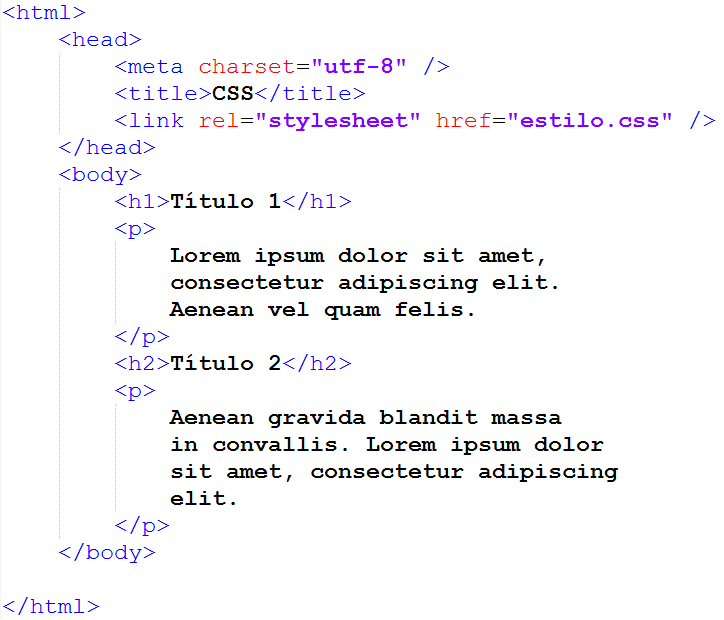 <html>
<head>
<meta charset="utf-8" />
<title>CSS</title>
<link rel="stylesheet" href="estilo.css" />
</head>
<body>
<h1>Título 1</h1>
<p>
Lorem ipsum dolor sit amet,
consectetur adipiscing elit.
Aenean vel quam felis.
</p>
<h2>Título 2</h2>
<p>
Aenean gravida blandit massa
in convallis. Lorem ipsum dolor
sit amet, consectetur adipiscing
elit.
</p>
</body>
</html>